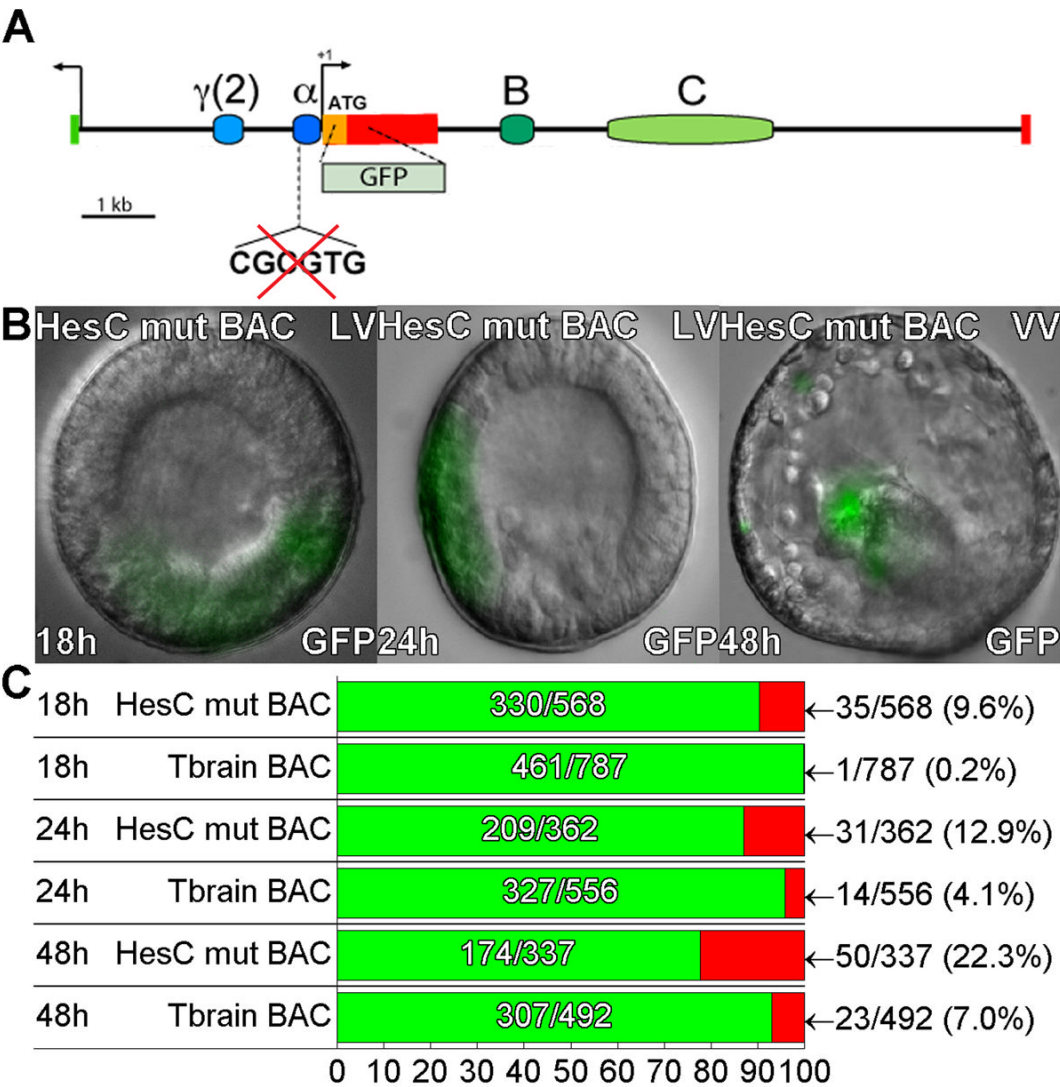 A
+1
γ(2) α ATG B C
GFP
1 kb
CGCGTG
B HesC mut BAC LV HesC mut BAC LV HesC mut BAC VV
18h GFP 24h GFP 48h GFP
C
18h HesC mut BAC 330/568 ←35/568 (9.6%)
18h Tbrain BAC 461/787 ←1/787 (0.2%)
24h HesC mut BAC 209/362 ←31/362 (12.9%)
24h Tbrain BAC 327/556 ←14/556 (4.1%)
48h HesC mut BAC 174/337 ←50/337 (22.3%)
48h Tbrain BAC 307/492 ←23/492 (7.0%)
0 10 20 30 40 50 60 70 80 90 100